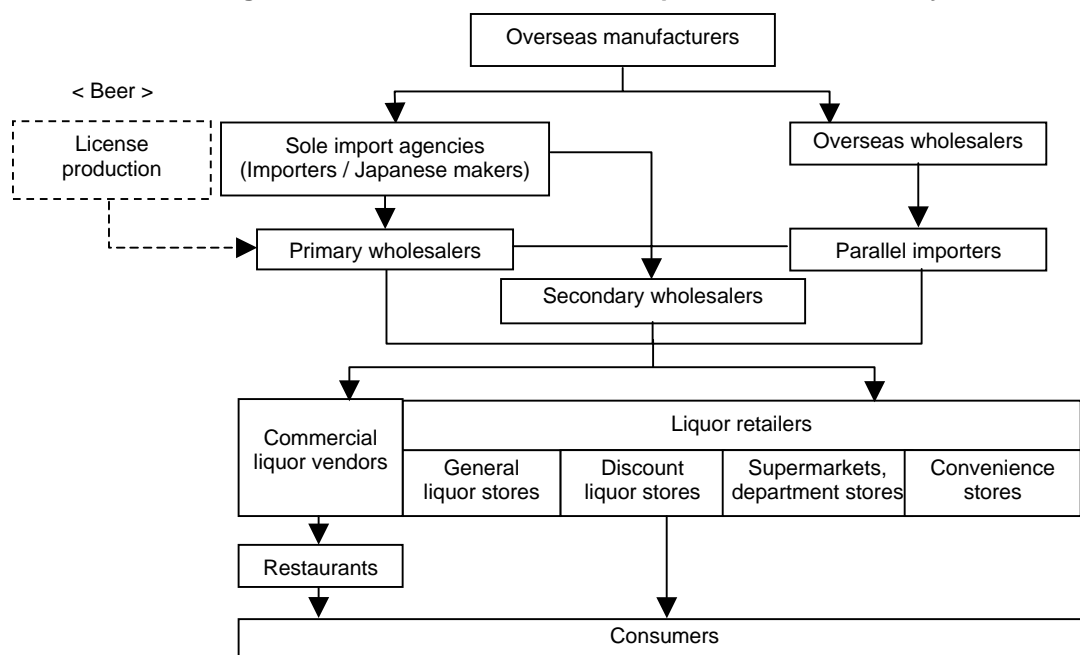 Overseas manufacturers
< Beer >
License
production
Sole import agencies
(Importers / Japanese makers)
Overseas wholesalers
Primary wholesalers
Parallel importers
Secondary wholesalers
Commercial
liquor vendors
Liquor retailers
General
liquor stores
Discount
liquor stores
Supermarkets,
department stores
Convenience
stores
Restaurants
Consumers